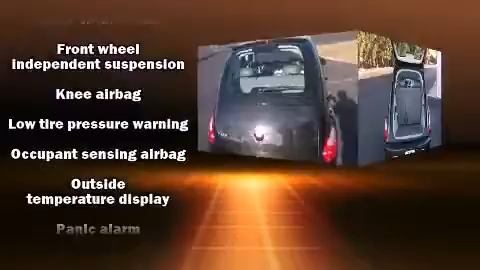 Front wheel
independent suspension
Knee airbag
Low tire pressure warning
Occupant sensing airbag
Outside
temperature display
Panic alarm